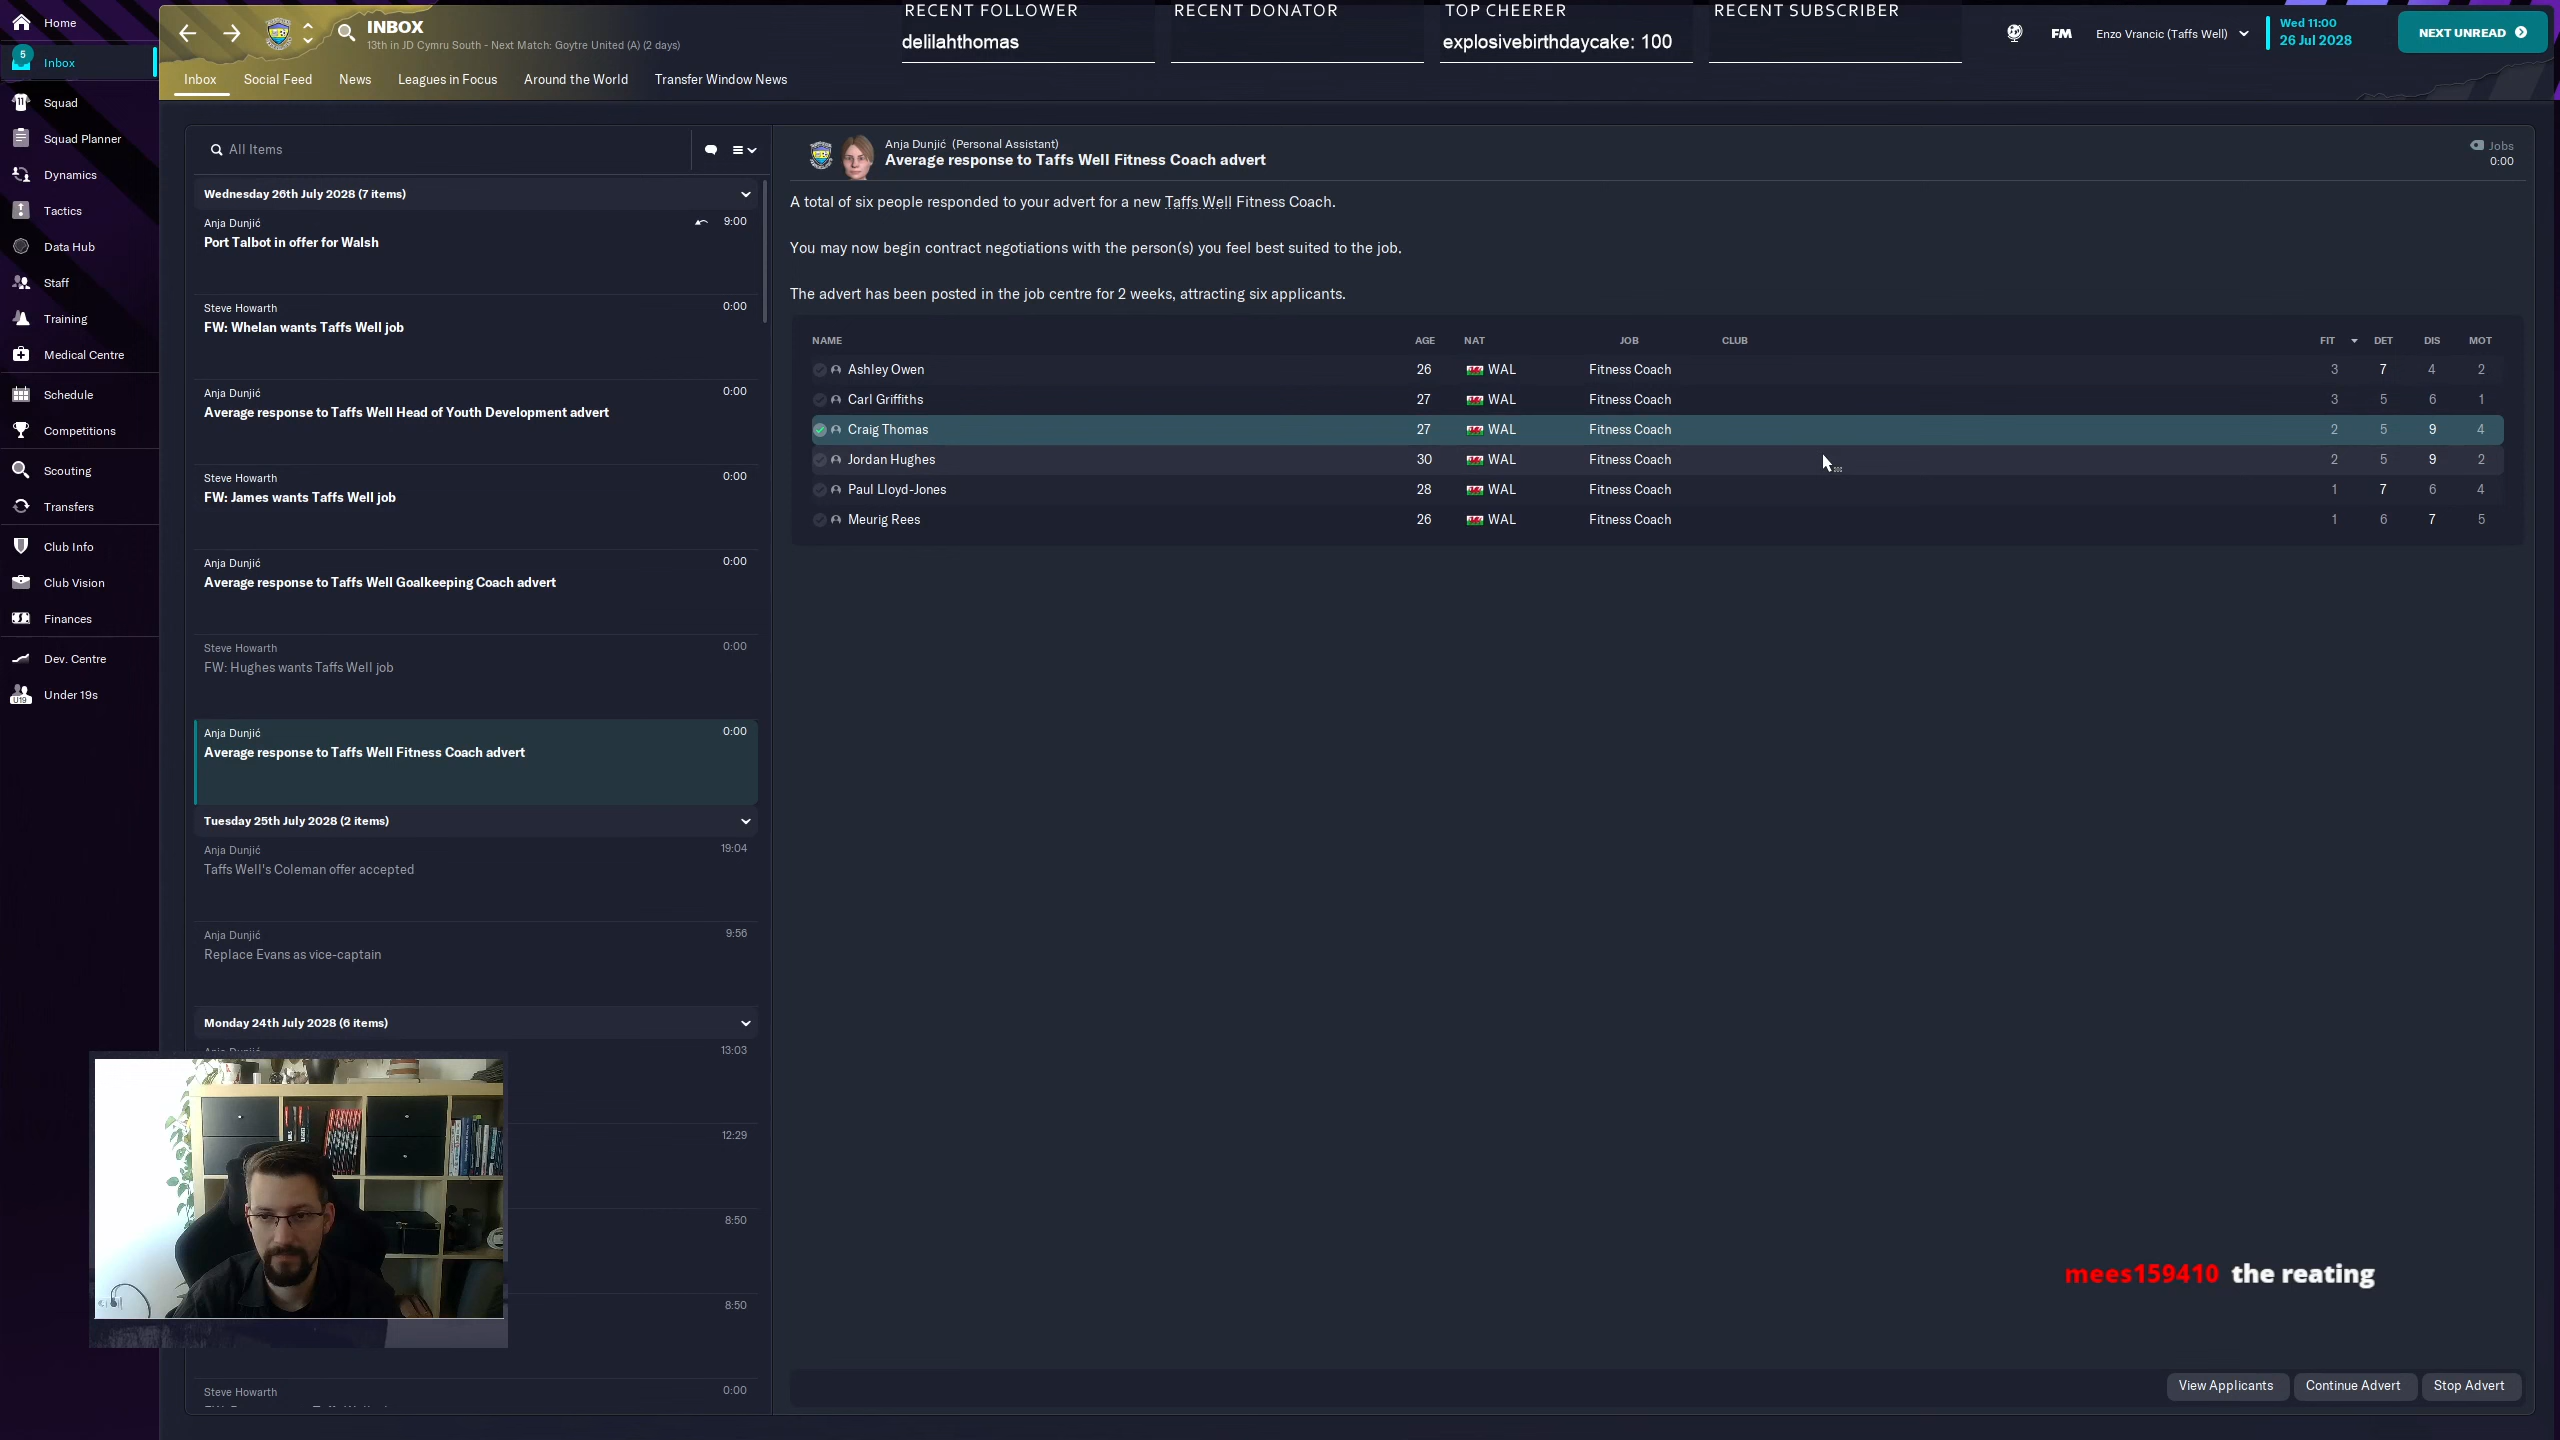 Home
5
Inbox
Squad
Squad Planner
Dynamics
Tactics
Data Hub
Staff
Training
Medical Centre
Schedule
Competitions
Scouting
Transfers
Club Info
Club Vision
Finances
Dev. Centre
Under 19s
INBOX
13th in JD Cymru South - Next Match: Goytre United (A) (2 days)
RECENT FOLLOWER
delilahthomas
RECENT DONATOR
TOP CHEERER
explosivebirthdaycake: 100
RECENT SUBSCRIBER
FM
Enzo Vrancic (Taffs Well)
Wed 11:00
26 Jul 2028
NEXT UNREAD
Inbox Social Feed News Leagues in Focus Around the World Transfer Window News
All Items
Wednesday 26th July 2028 (7 items)
Anja Dunjić 9:00
Port Talbot in offer for Walsh
Steve Howarth 0:00
FW: Whelan wants Taffs Well job
Anja Dunjić 0:00
Average response to Taffs Well Head of Youth Development advert
Steve Howarth 0:00
FW: James wants Taffs Well job
Anja Dunjić 0:00
Average response to Taffs Well Goalkeeping Coach advert
Steve Howarth 0:00
FW: Hughes wants Taffs Well job
Anja Dunjić 0:00
Average response to Taffs Well Fitness Coach advert
Tuesday 25th July 2028 (2 items)
Anja Dunjić 19:04
Taffs Well's Coleman offer accepted
Anja Dunjić 9:56
Replace Evans as vice-captain
Monday 24th July 2028 (6 items)
13:03
12:29
8:50
8:50
Steve Howarth 0:00
Anja Dunjić (Personal Assistant)
Average response to Taffs Well Fitness Coach advert
Jobs
0:00
A total of six people responded to your advert for a new Taffs Well Fitness Coach.
You may now begin contract negotiations with the person(s) you feel best suited to the job.
The advert has been posted in the job centre for 2 weeks, attracting six applicants.
NAME AGE NAT JOB CLUB FIT DET DIS MOT
Ashley Owen 26 WAL Fitness Coach 3 7 4 2
Carl Griffiths 27 WAL Fitness Coach 3 5 6 1
Craig Thomas 27 WAL Fitness Coach 2 5 9 4
Jordan Hughes 30 WAL Fitness Coach 2 5 9 2
Paul Lloyd-Jones 28 WAL Fitness Coach 1 7 6 4
Meurig Rees 26 WAL Fitness Coach 1 6 7 5
mees159410 the reating
View Applicants Continue Advert Stop Advert